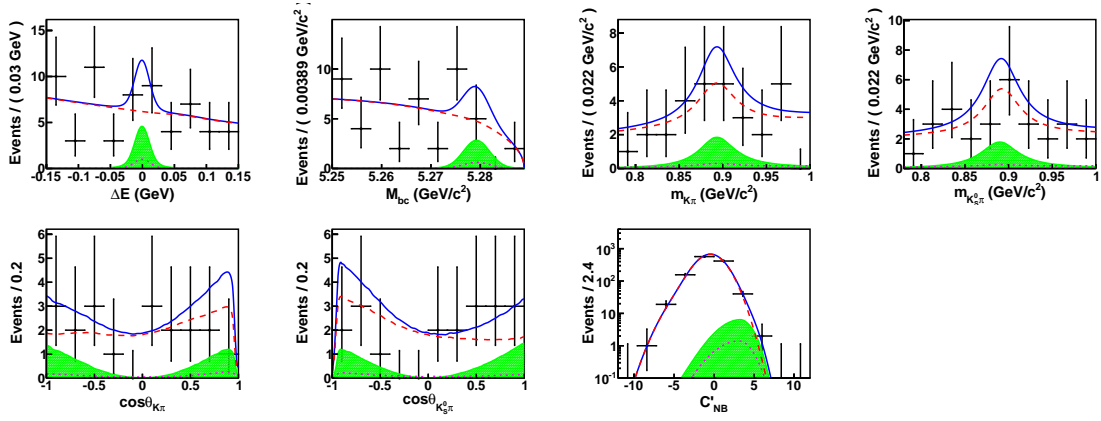 Events / ( 0.03 GeV )
15
10
5
0
-0.15 -0.1 -0.05 0 0.05 0.1 0.15
ΔE (GeV)
Events / ( 0.00389 GeV/c² )
10
5
0
5.25 5.26 5.27 5.28
M_bc (GeV/c²)
Events / ( 0.022 GeV/c² )
8
6
4
2
0
0.8 0.85 0.9 0.95 1
m_Kπ (GeV/c²)
Events / ( 0.022 GeV/c² )
10
8
6
4
2
0
0.8 0.85 0.9 0.95 1
m_K⁰_Sπ (GeV/c²)
Events / 0.2
6
5
4
3
2
1
0
-1 -0.5 0 0.5 1
cosθ_Kπ
Events / 0.2
6
5
4
3
2
1
0
-1 -0.5 0 0.5 1
cosθ_K⁰_Sπ
Events / 2.4
10³
10²
10
1
10⁻¹
-10 -5 0 5 10
C'_NB